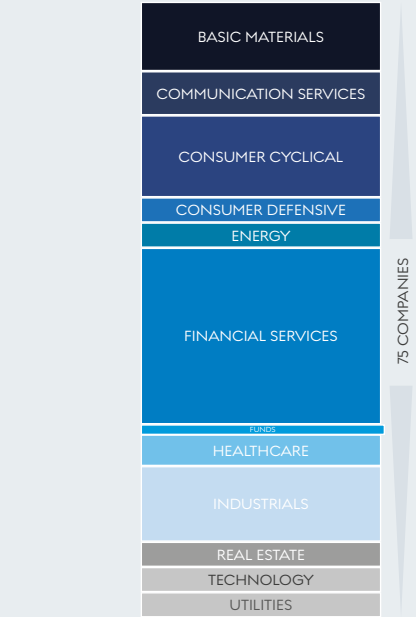 BASIC MATERIALS
COMMUNICATION SERVICES
CONSUMER CYCLICAL
CONSUMER DEFENSIVE
ENERGY
FINANCIAL SERVICES
FUNDS
HEALTHCARE
INDUSTRIALS
REAL ESTATE
TECHNOLOGY
UTILITIES
75 COMPANIES